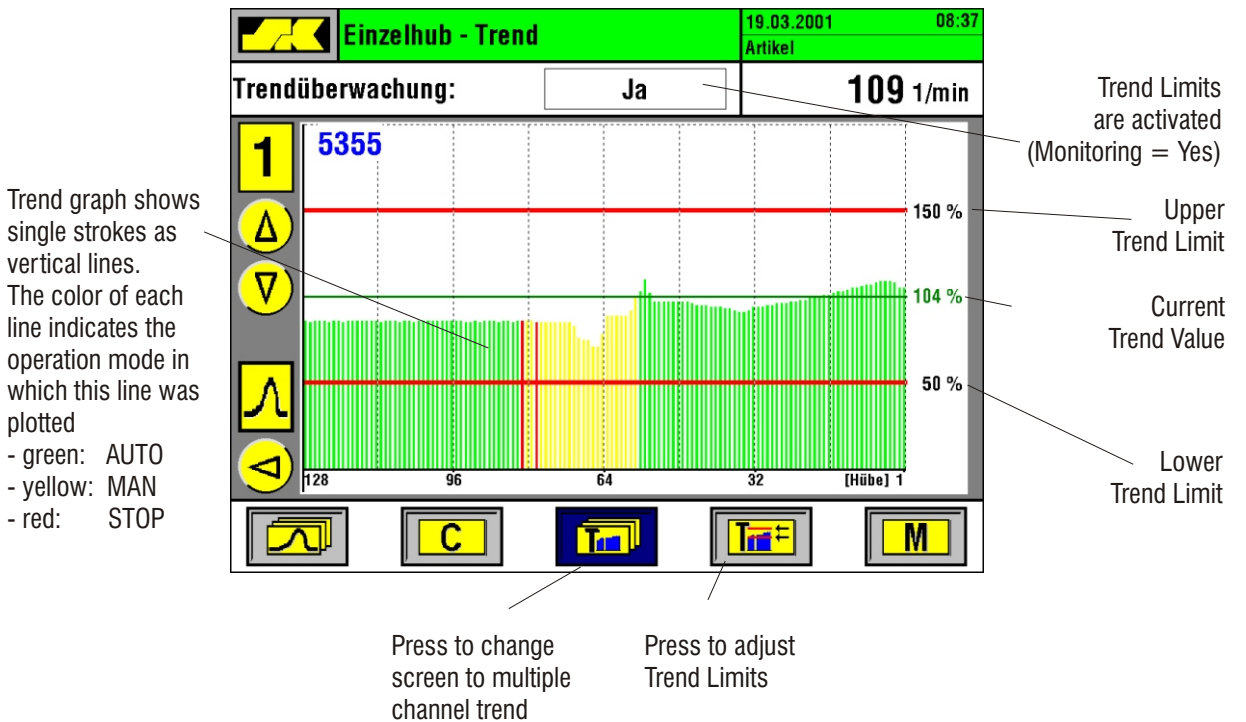 Einzelhub - Trend
19.03.2001 08:37
Artikel
Trendüberwachung: Ja 109 1/min
1
5355
150 %
104 %
50 %
128 96 64 32 [Hübe] 1
C
T
T
M
Trend graph shows
single strokes as
vertical lines.
The color of each
line indicates the
operation mode in
which this line was
plotted
- green: AUTO
- yellow: MAN
- red: STOP
Trend Limits
are activated
(Monitoring = Yes)
Upper
Trend Limit
Current
Trend Value
Lower
Trend Limit
Press to change
screen to multiple
channel trend
Press to adjust
Trend Limits